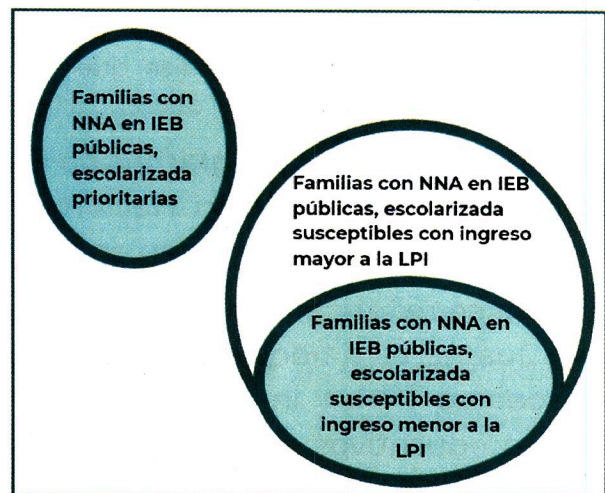 Familias con
NNA en IEB
públicas,
escolarizada
prioritarias
Familias con NNA en IEB
públicas, escolarizada
susceptibles con ingreso
mayor a la LPI
Familias con NNA en
IEB públicas,
escolarizada
susceptibles con
ingreso menor a la
LPI